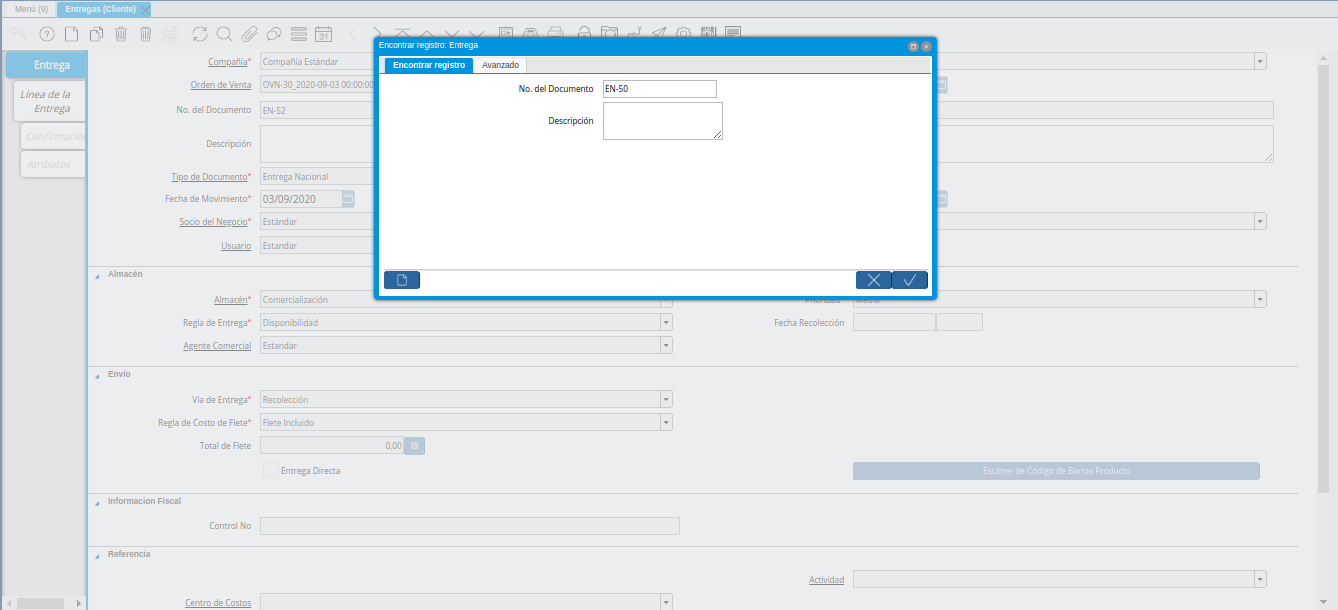 Menú (9) Entregas (Cliente)
31
Encontrar registro: Entrega
Encontrar registro Avanzado
No. del Documento EN-50
Descripción
Entrega
Línea de la
Entrega
Confirmacion
Atributos
Compañía* Compañía Estándar
Orden de Venta OVN-30_2020-09-03 00:00:00
No. del Documento EN-52
Descripción
Tipo de Documento* Entrega Nacional
Fecha de Movimiento* 03/09/2020
Socio del Negocio* Estándar
Usuario Estandar
Almacén
Almacén* Comercialización Prioridad Media
Regla de Entrega* Disponibilidad Fecha Recolección
Agente Comercial Estandar
Envío
Vía de Entrega* Recolección
Regla de Costo de Flete* Flete Incluido
Total de Flete 0,00
Entrega Directa Escáner de Código de Barras Producto
Informacion Fiscal
Control No
Referencia
Actividad
Centro de Costos